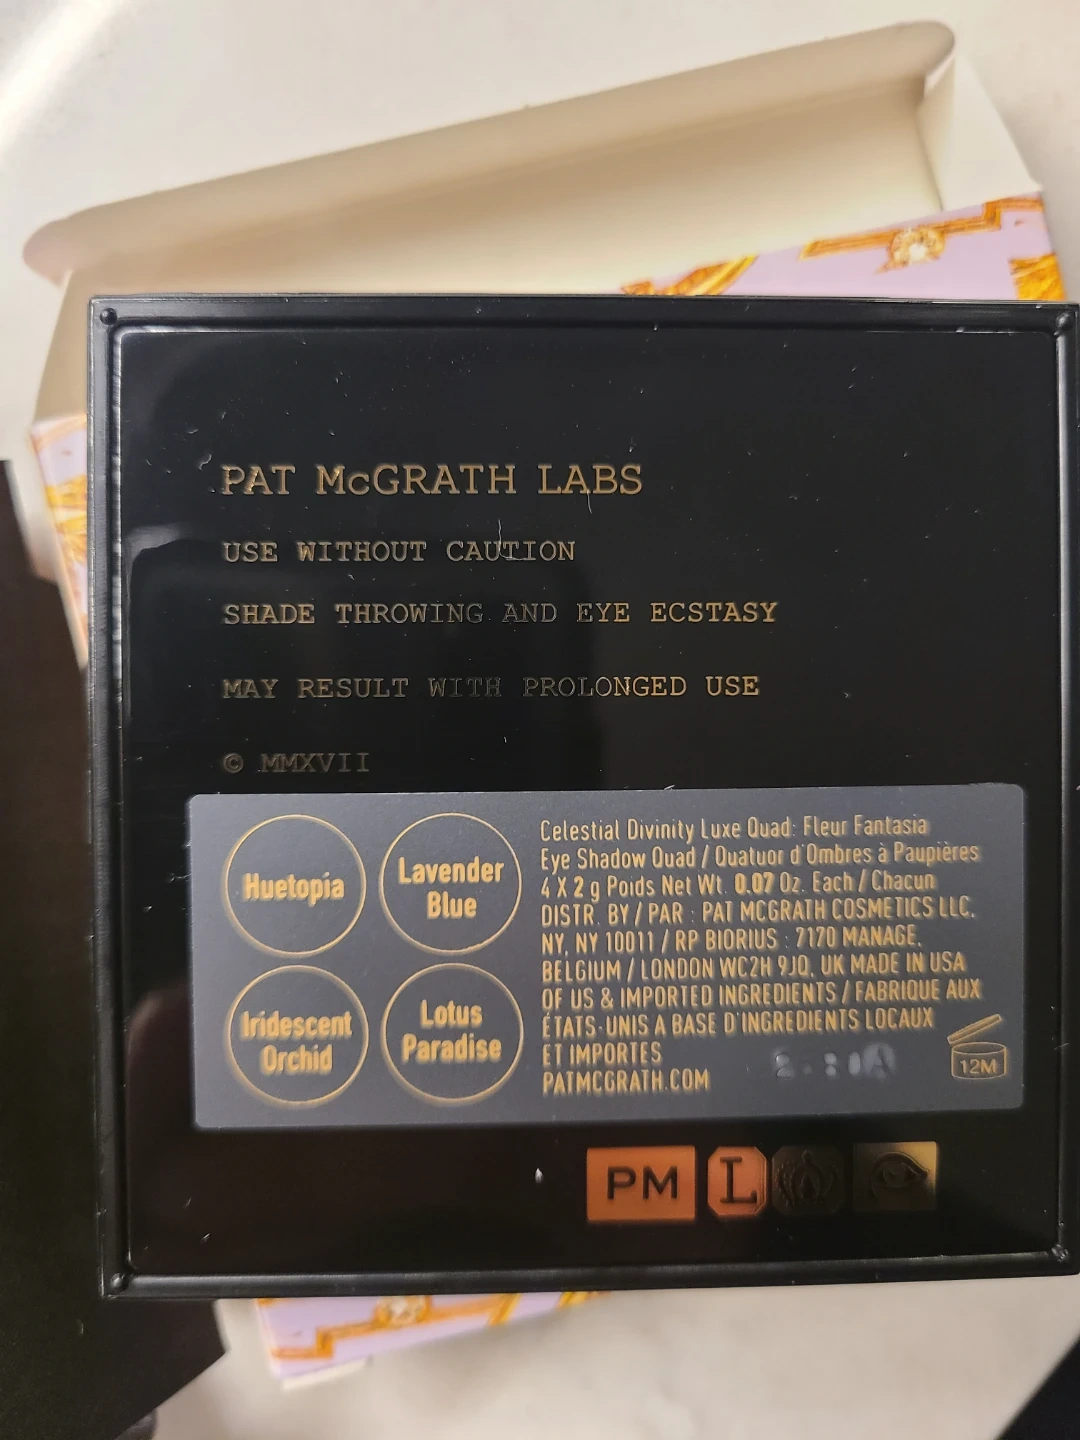 PAT McGRATH LABS
USE WITHOUT CAUTION
SHADE THROWING AND EYE ECSTASY
MAY RESULT WITH PROLONGED USE
© MMXVII
Huetopia
Lavender
Blue
Iridescent
Orchid
Lotus
Paradise
Celestial Divinity Luxe Quad: Fleur Fantasia
Eye Shadow Quad / Quatuor d'Ombres à Paupières
4 X 2 g Poids Net Wt. 0.07 Oz. Each / Chacun
DISTR. BY / PAR : PAT MCGRATH COSMETICS LLC.
NY, NY 10011 / RP BIORIUS : 7170 MANAGE,
BELGIUM / LONDON WC2H 9JQ, UK MADE IN USA
OF US & IMPORTED INGREDIENTS / FABRIQUE AUX
ÉTATS-UNIS A BASE D'INGREDIENTS LOCAUX
ET IMPORTES
PATMCGRATH.COM
12M
PM L